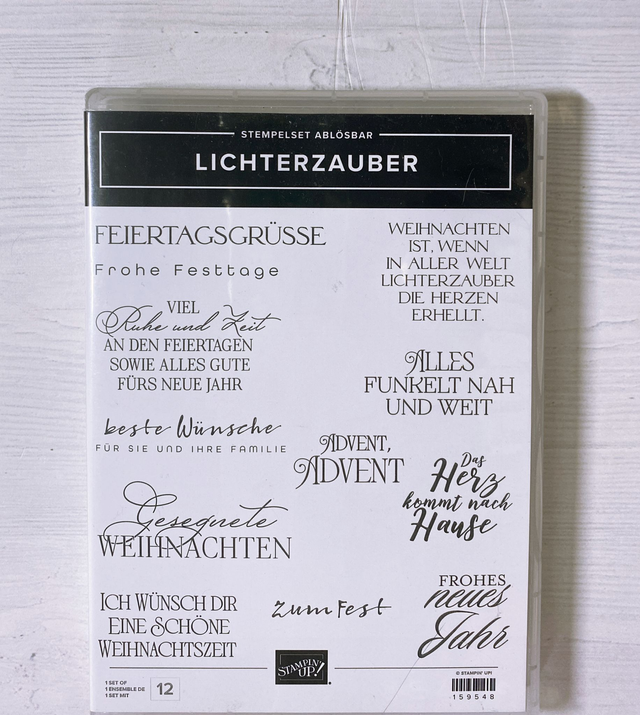 STEMPELSET ABLÖSBAR
LICHTERZAUBER
FEIERTAGSGRÜSSE
Frohe Festtage
WEIHNACHTEN
IST, WENN
IN ALLER WELT
LICHTERZAUBER
DIE HERZEN
ERHELLT.
VIEL
Ruhe und Zeit
AN DEN FEIERTAGEN
SOWIE ALLES GUTE
FÜRS NEUE JAHR
ALLES
FUNKELT NAH
UND WEIT
beste Wünsche
FÜR SIE UND IHRE FAMILIE
ADVENT,
ADVENT
Das
Herz
kommt nach
Hause
Gesegnete
WEIHNACHTEN
ICH WÜNSCH DIR
EINE SCHÖNE
WEIHNACHTSZEIT
zum Fest
FROHES
neues
Jahr
1 SET OF
1 ENSEMBLE DE
1 SET MIT
12
STAMPIN'
UP!
© STAMPIN' UP!
159548